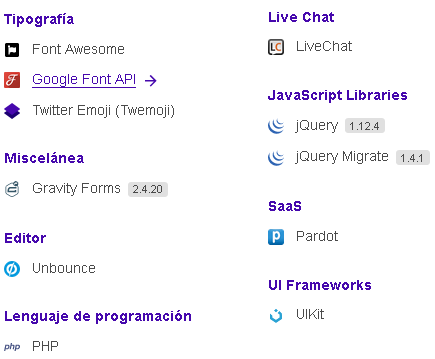 Tipografía
Font Awesome
Google Font API
Twitter Emoji (Twemoji)
Miscelánea
Gravity Forms 2.4.20
Editor
Unbounce
Lenguaje de programación
php PHP
Live Chat
LC LiveChat
JavaScript Libraries
jQuery 1.12.4
jQuery Migrate 1.4.1
SaaS
Pardot
UI Frameworks
UIKit